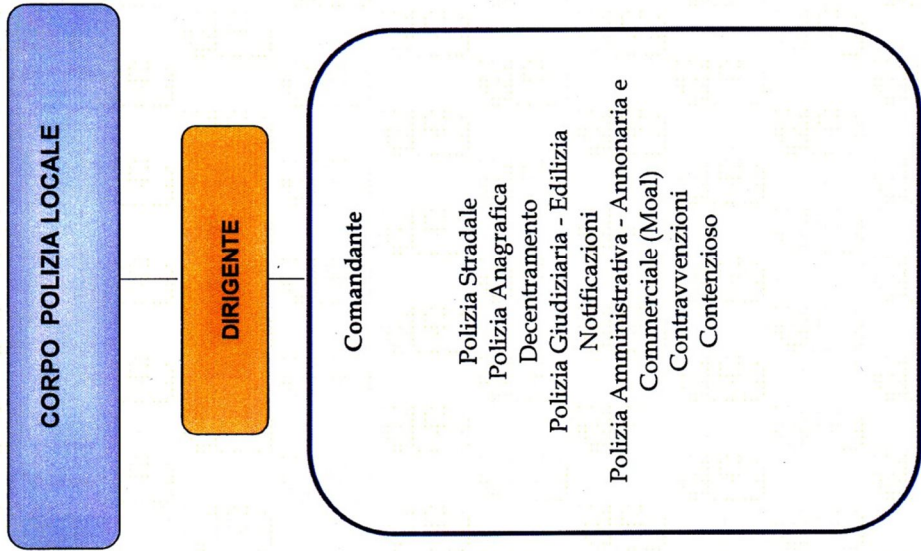 CORPO POLIZIA LOCALE
DIRIGENTE
Comandante
Polizia Stradale
Polizia Anagrafica
Decentramento
Polizia Giudiziaria - Edilizia
Notificazioni
Polizia Amministrativa - Annonaria e
Commerciale (Moal)
Contravvenzioni
Contenzioso